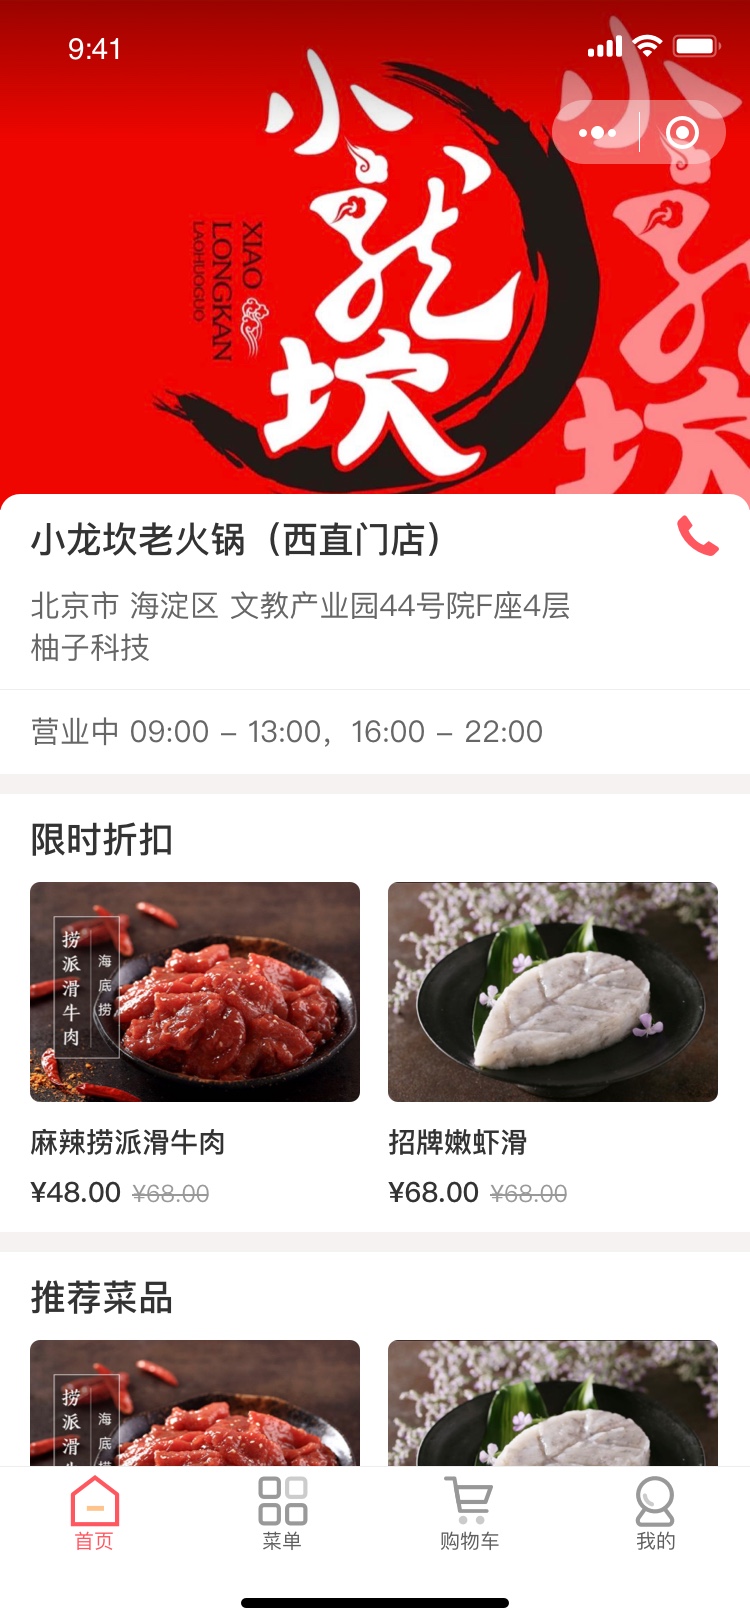 9:41
小龙坎
XIAO
LONGKAN
LAOHUOGUO
小龙坎
小龙坎老火锅（西直门店）
北京市 海淀区 文教产业园44号院F座4层
柚子科技
营业中 09:00 – 13:00，16:00 – 22:00
限时折扣
捞派滑牛肉
海底捞
麻辣捞派滑牛肉
招牌嫩虾滑
¥48.00 ¥68.00
¥68.00 ¥68.00
推荐菜品
捞派滑
海底
首页
菜单
购物车
我的